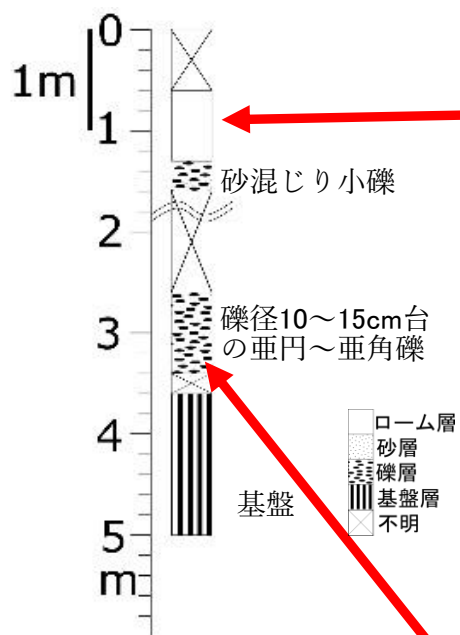 0
1m
1
砂混じり小礫
2
3
礫径10～15cm台
の亜円～亜角礫
4
ローム層
砂層
礫層
基盤層
不明
基盤
5
m